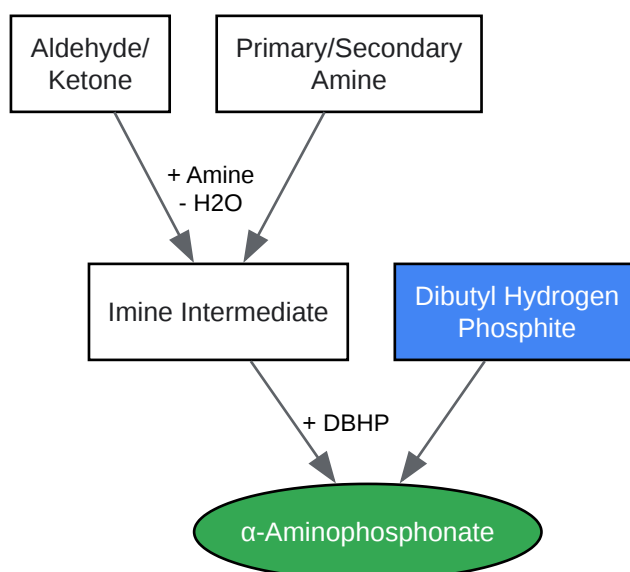 Aldehyde/
Ketone
Primary/Secondary
Amine
+ Amine
- H2O
Imine Intermediate
Dibutyl Hydrogen
Phosphite
+ DBHP
α-Aminophosphonate